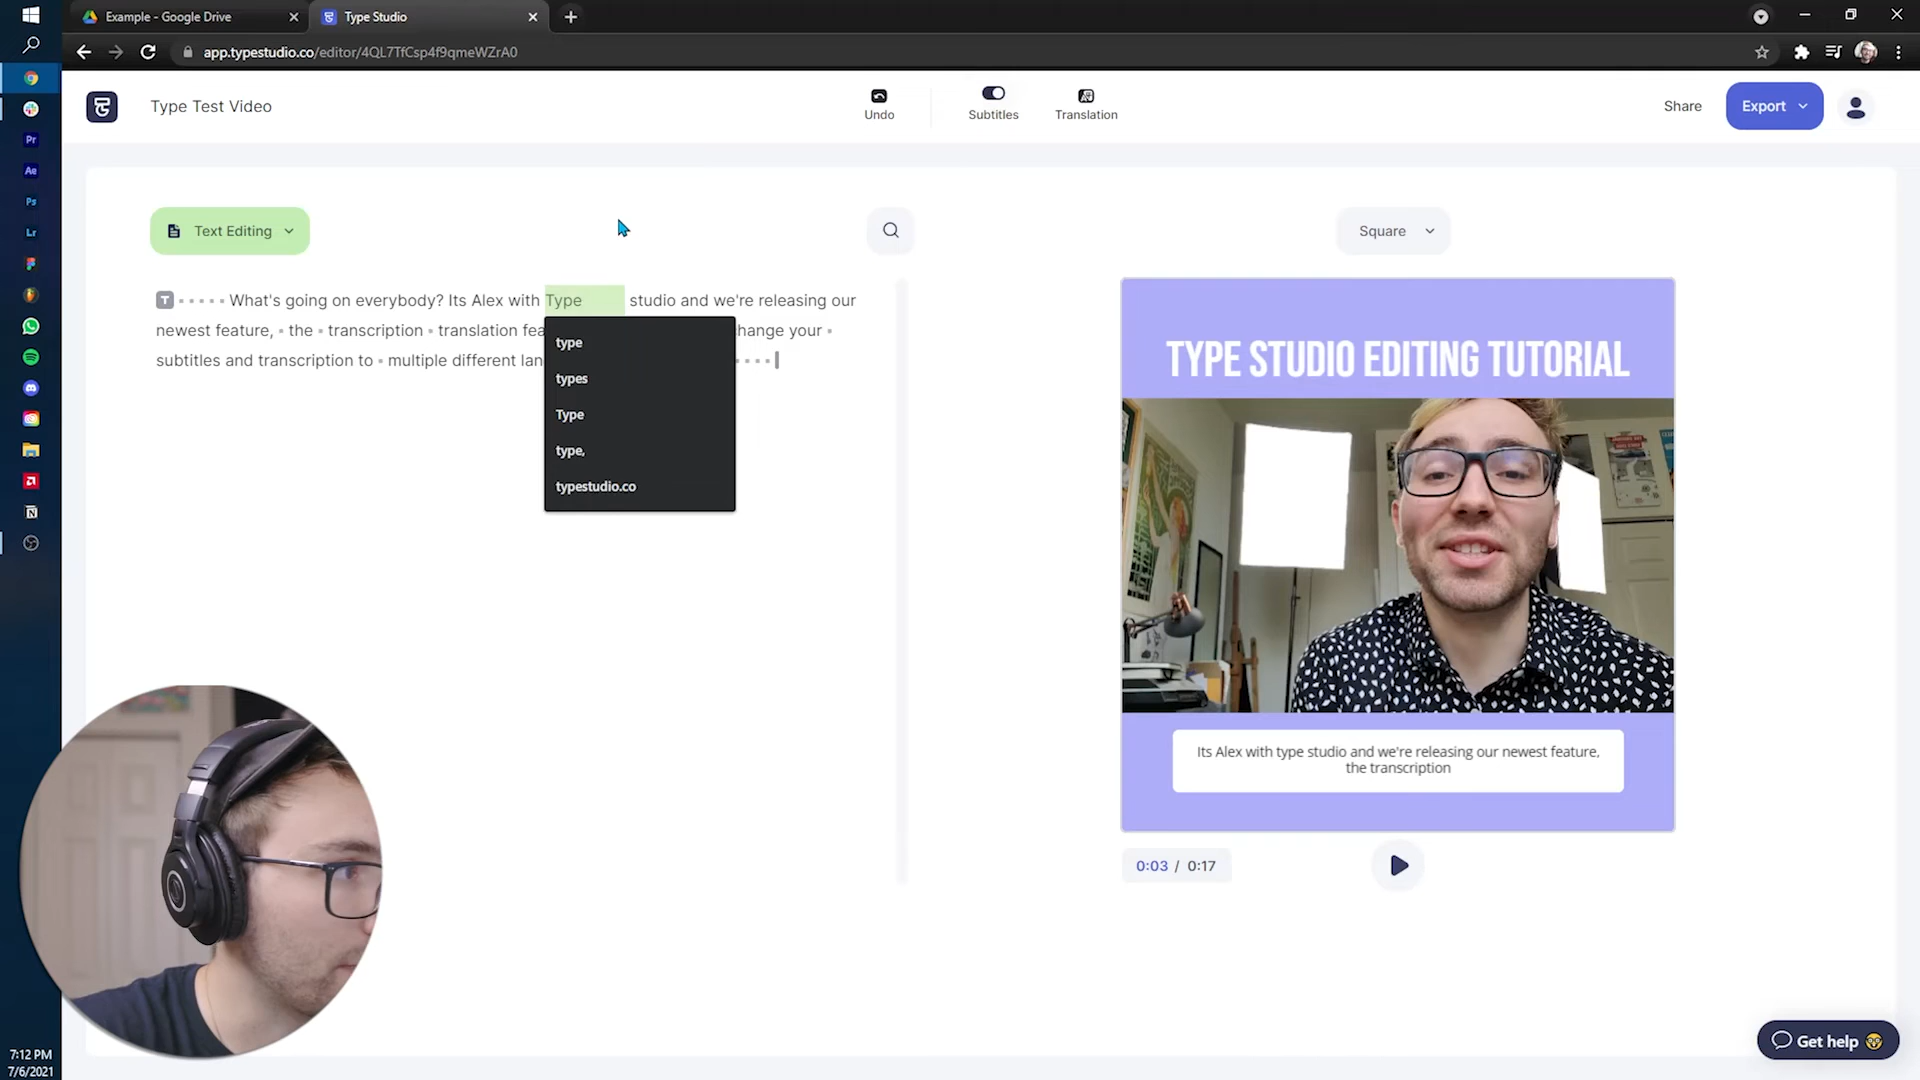 Example - Google Drive
Type Studio
app.typestudio.co/editor/4QL7TfCsp4f9qmeWZrA0
Type Test Video
Undo
Subtitles
Translation
Share
Export
Text Editing
Square
What's going on everybody? Its Alex with Type studio and we're releasing our
newest feature, the transcription translation fea hange your
subtitles and transcription to multiple different lan
type
types
Type
type,
typestudio.co
TYPE STUDIO EDITING TUTORIAL
Its Alex with type studio and we're releasing our newest feature,
the transcription
0:03 / 0:17
Get help
Pr
Ae
Ps
Lr
7:12 PM
7/6/2021